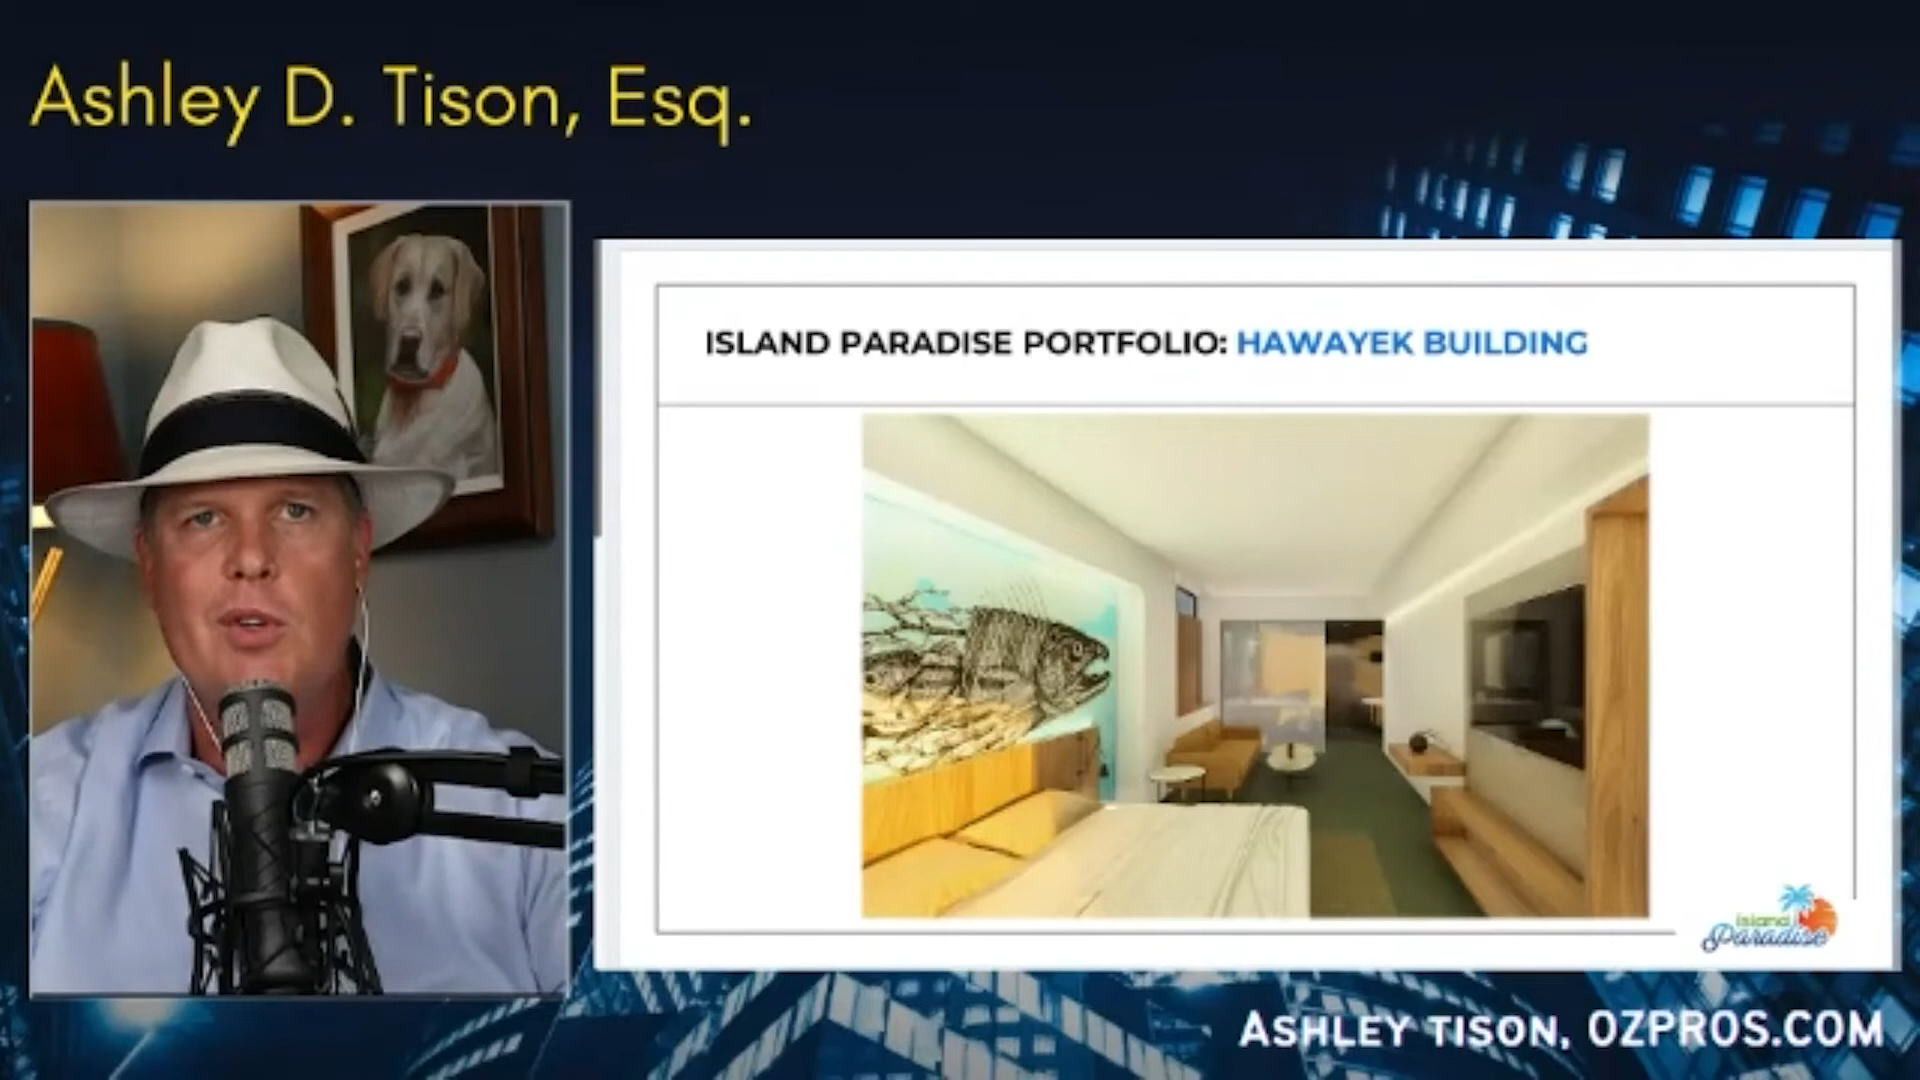 Ashley D. Tison, Esq.
ISLAND PARADISE PORTFOLIO: HAWAYEK BUILDING
island
Paradise
ASHLEY TISON, OZPROS.COM